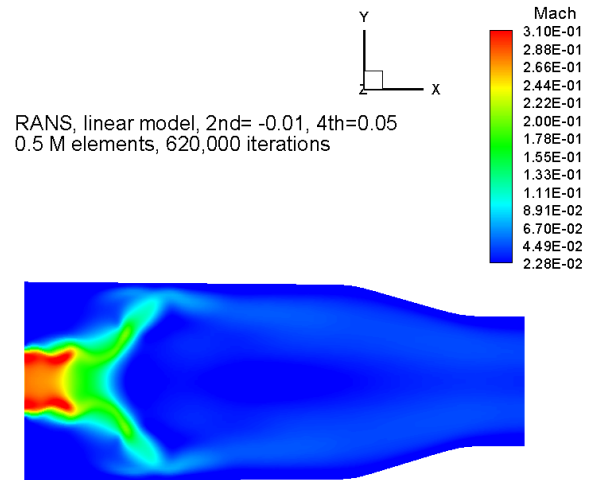 Y
Z
X
Mach
3.10E-01
2.88E-01
2.66E-01
2.44E-01
2.22E-01
2.00E-01
1.78E-01
1.55E-01
1.33E-01
1.11E-01
8.91E-02
6.70E-02
4.49E-02
2.28E-02
RANS, linear model, 2nd= -0.01, 4th=0.05
0.5 M elements, 620,000 iterations